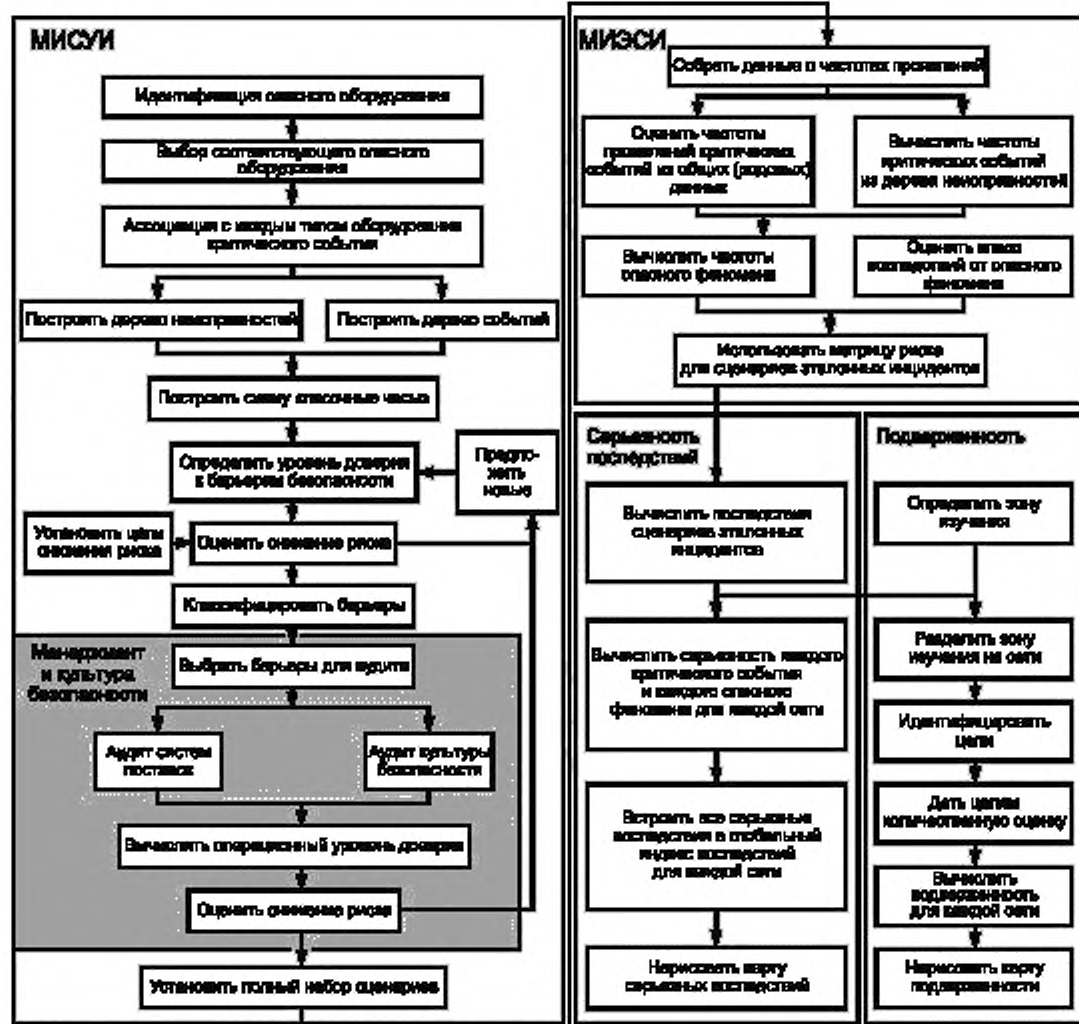 МИСУИ
Идентификация опасного оборудования
Выбор соответствующего опасного
оборудования
Ассоциация с каждым типом оборудования
критического события
Построить дерево неисправностей
Построить дерево событий
Построить схему «песочные часы»
Определить уровень доверия
к барьерам безопасности
Предло-
жить
новые
Установить цели
снижения риска
Оценить снижение риска
Классифицировать барьеры
Менеджмент
и культура
безопасности
Выбрать барьеры для аудита
Аудит систем
поставок
Аудит культуры
безопасности
Вычислять операционный уровень доверия
Оценить снижение риска
Установить полный набор сценариев
МИЭСИ
Собрать данные о частотах проявлений
Оценить частоты
проявлений критических
событий из общих (родовых)
данных
Вычислить частоты
критических событий
из дерева неисправностей
Вычислить частоты
опасного феномена
Оценить класс
последствий от опасного
феномена
Использовать матрицу риска
для сценариев эталонных инцидентов
Серьезность
последствий
Вычислить последствия
сценариев эталонных
инцидентов
Вычислить серьезность каждого
критического события
и каждого опасного
феномена для каждой сети
Встроить все серьезные
последствия в глобальный
индекс последствий
для каждой сети
Нарисовать карту
серьезных последствий
Подверженность
Определить зону
изучения
Разделить зону
изучения на сети
Идентифицировать
цели
Дать целям
количественную оценку
Вычислить
подверженность
для каждой сети
Нарисовать карту
подверженности